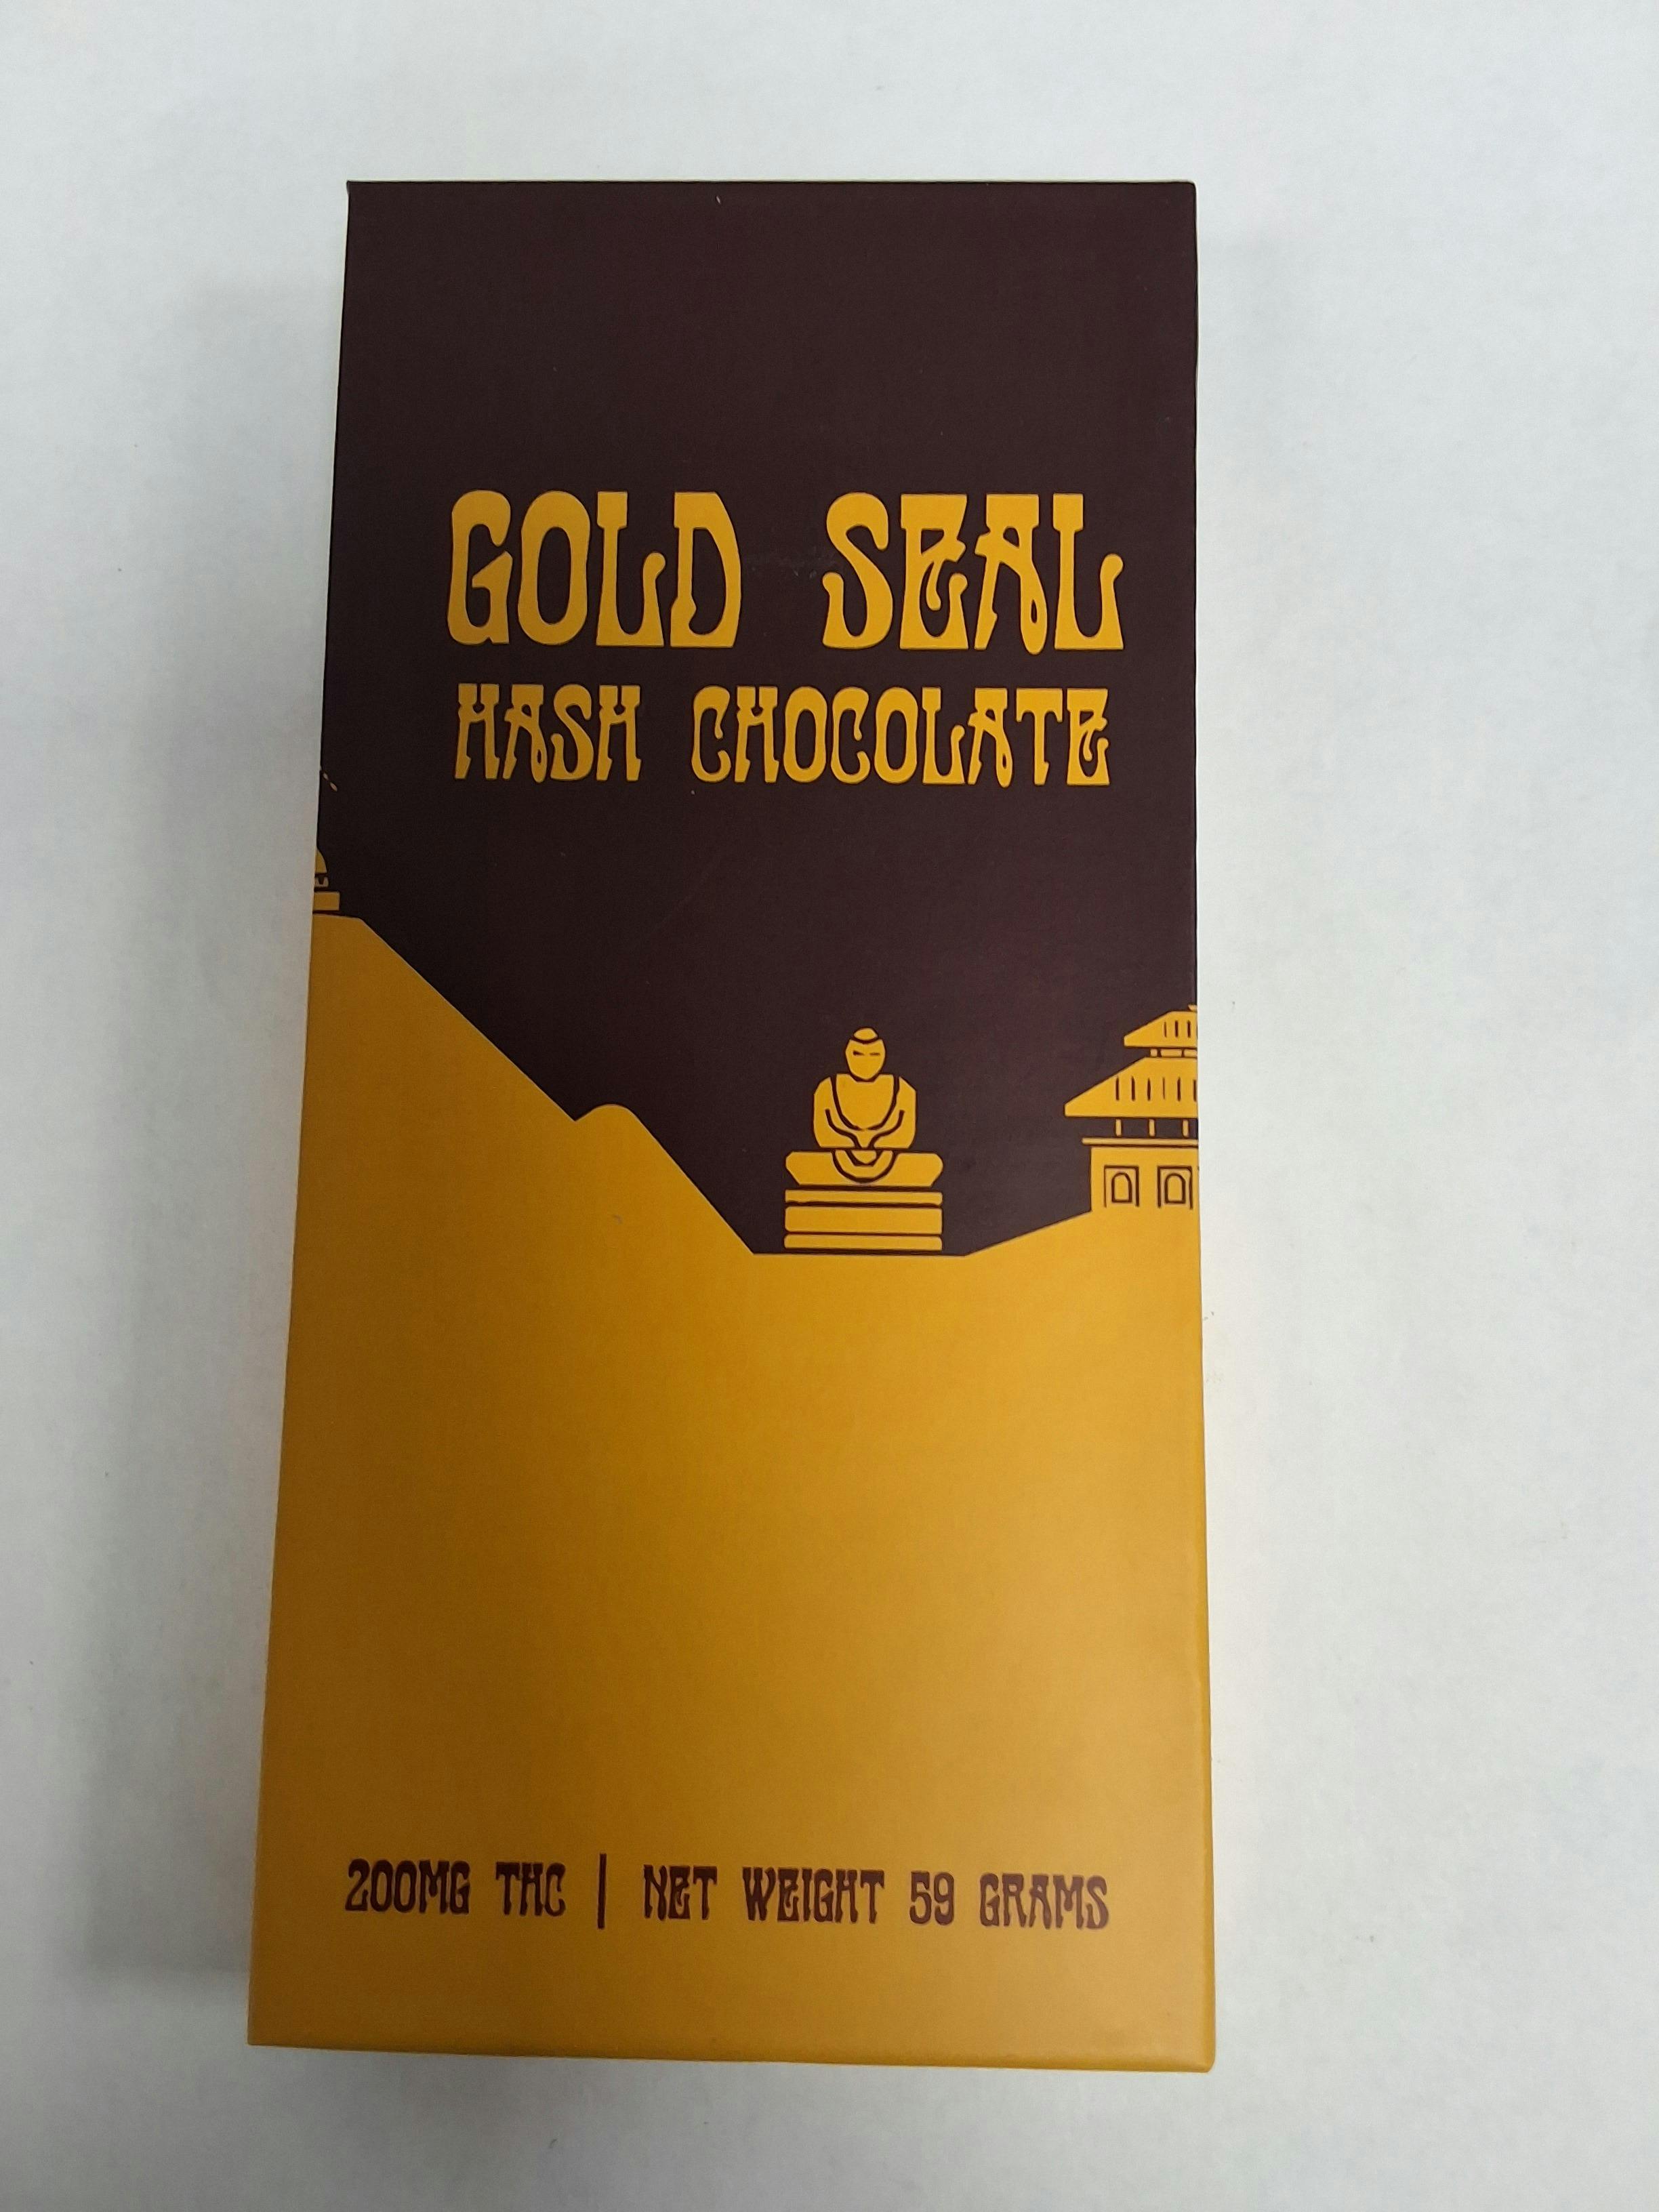 GOLD SEAL
HASH CHOCOLATE
200MG THC | NET WEIGHT 59 GRAMS